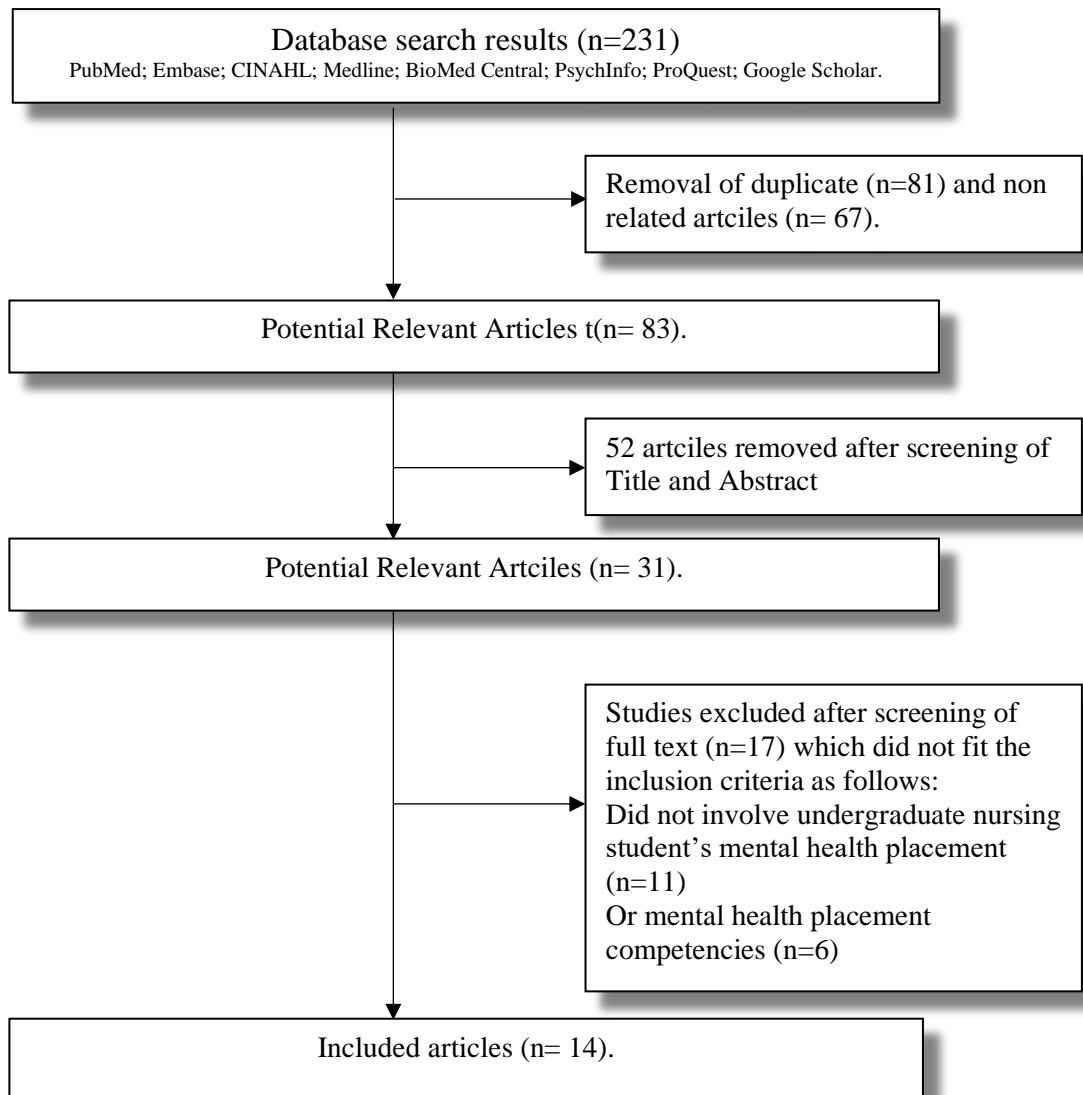 Database search results (n=231)
PubMed; Embase; CINAHL; Medline; BioMed Central; PsychInfo; ProQuest; Google Scholar.
Removal of duplicate (n=81) and non
related artciles (n= 67).
Potential Relevant Articles t(n= 83).
52 artciles removed after screening of
Title and Abstract
Potential Relevant Artciles (n= 31).
Studies excluded after screening of
full text (n=17) which did not fit the
inclusion criteria as follows:
Did not involve undergraduate nursing
student’s mental health placement
(n=11)
Or mental health placement
competencies (n=6)
Included articles (n= 14).